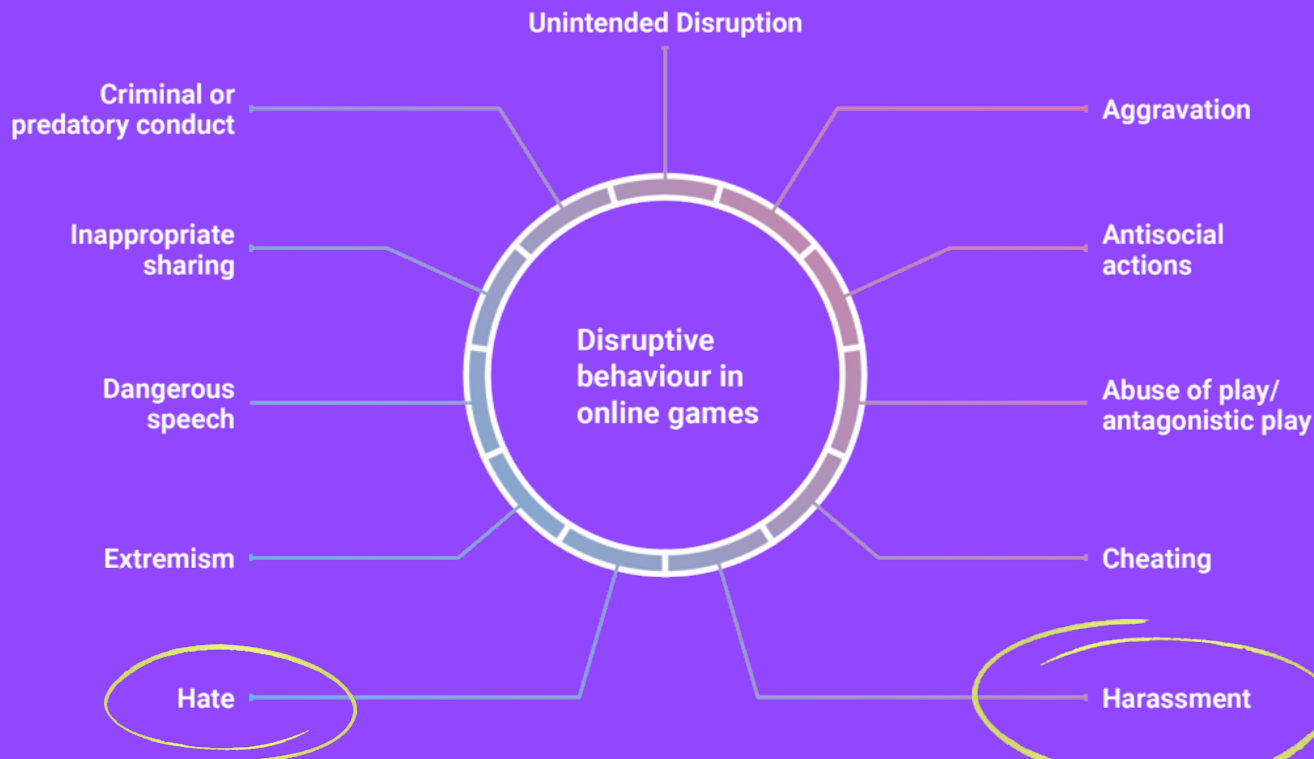 Unintended Disruption
Criminal or
predatory conduct
Aggravation
Inappropriate
sharing
Antisocial
actions
Disruptive
behaviour in
online games
Dangerous
speech
Abuse of play/
antagonistic play
Extremism
Cheating
Hate
Harassment